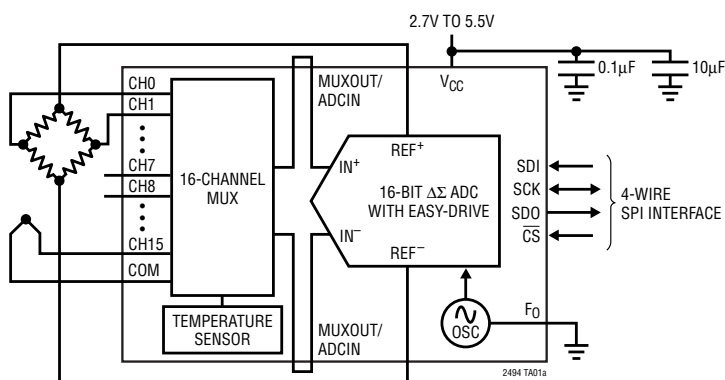 2.7V TO 5.5V
0.1µF
10µF
MUXOUT/
ADCIN
VCC
CH0
CH1
CH7
CH8
CH15
COM
16-CHANNEL
MUX
TEMPERATURE
SENSOR
IN+
IN–
REF+
16-BIT ΔΣ ADC
WITH EASY-DRIVE
REF–
SDI
SCK
SDO
CS
4-WIRE
SPI INTERFACE
FO
OSC
MUXOUT/
ADCIN
2494 TA01a